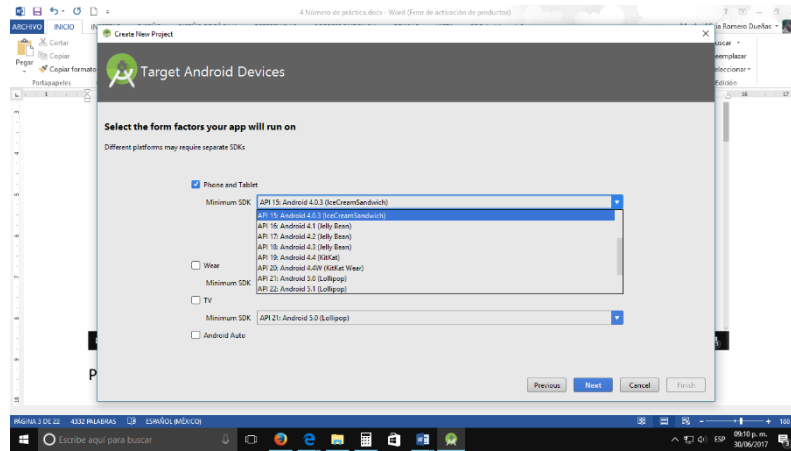 4 Número de práctica.docx - Word (Error de activación de productos)
ARCHIVO INICIO
ia Romero Dueñas
Cortar
Copiar
Pegar
Copiar formato
Portapapeles
Buscar
Reemplazar
Seleccionar
Edición
Create New Project
Target Android Devices
Select the form factors your app will run on
Different platforms may require separate SDKs
Phone and Tablet
Minimum SDK API 15: Android 4.0.3 (IceCreamSandwich)
API 15: Android 4.0.3 (IceCreamSandwich)
API 16: Android 4.1 (Jelly Bean)
API 17: Android 4.2 (Jelly Bean)
API 18: Android 4.3 (Jelly Bean)
API 19: Android 4.4 (KitKat)
API 20: Android 4.4W (KitKat Wear)
API 21: Android 5.0 (Lollipop)
API 22: Android 5.1 (Lollipop)
Wear
Minimum SDK
TV
Minimum SDK API 21: Android 5.0 (Lollipop)
Android Auto
Previous Next Cancel Finish
P
PÁGINA 3 DE 22 4332 PALABRAS ESPAÑOL (MÉXICO)
Escribe aquí para buscar
ESP
09:10 p. m.
30/06/2017